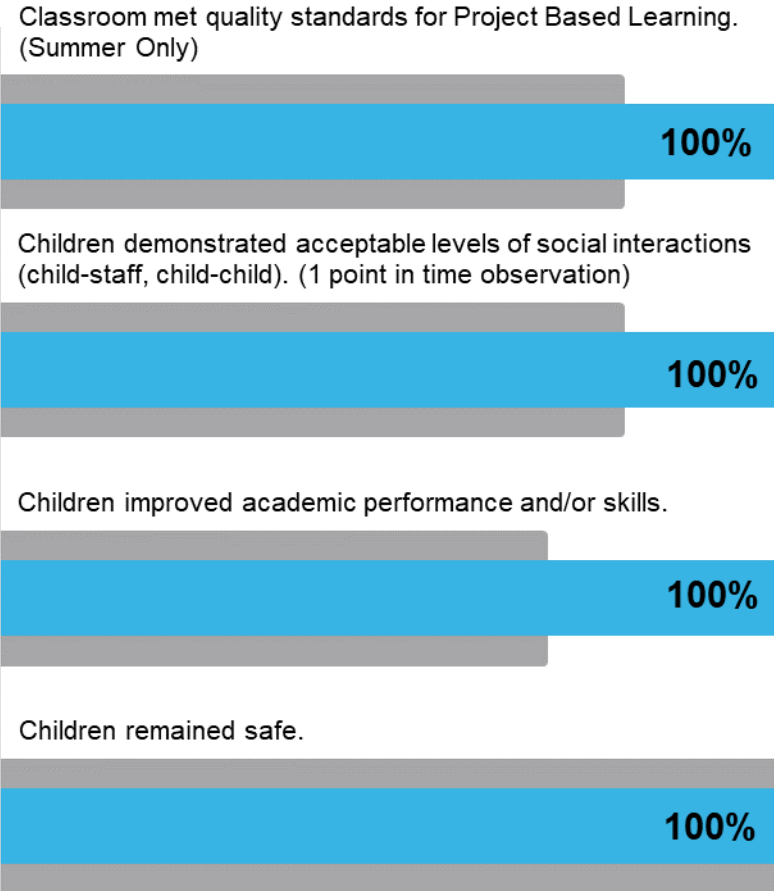 Classroom met quality standards for Project Based Learning.
(Summer Only)
100%
Children demonstrated acceptable levels of social interactions
(child-staff, child-child). (1 point in time observation)
100%
Children improved academic performance and/or skills.
100%
Children remained safe.
100%